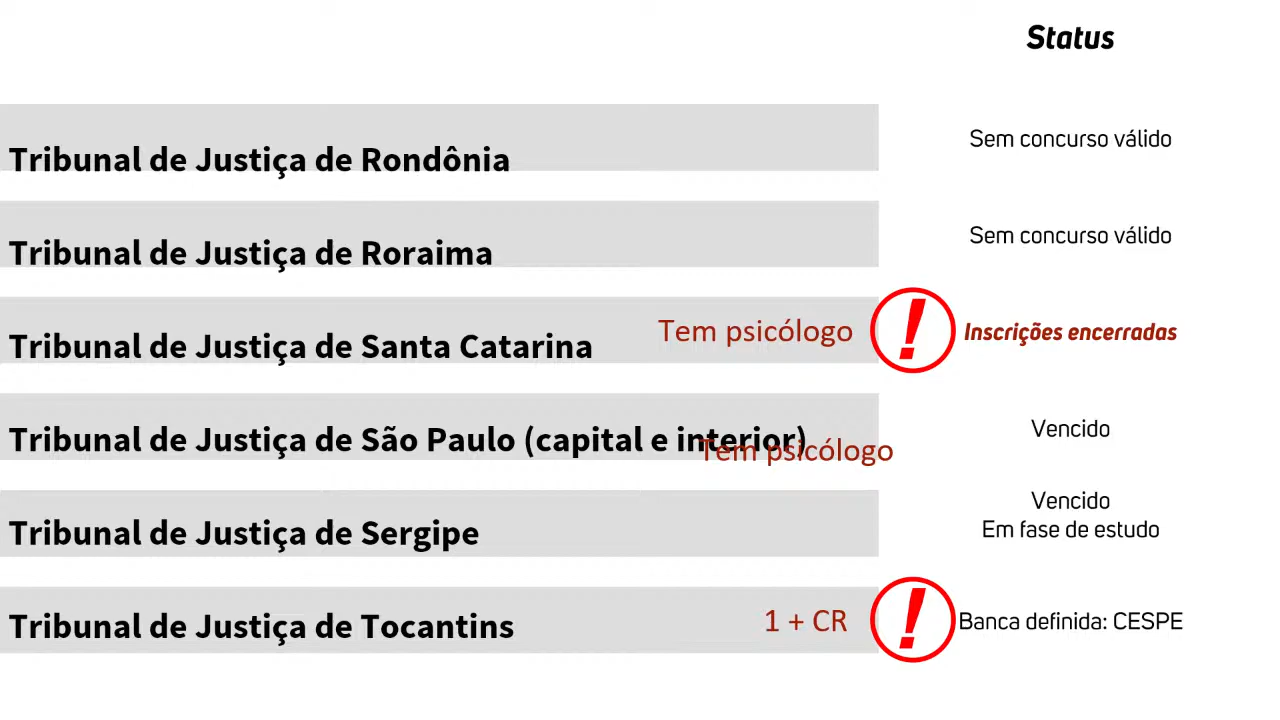 Status
Tribunal de Justiça de Rondônia
Sem concurso válido
Tribunal de Justiça de Roraima
Sem concurso válido
Tribunal de Justiça de Santa Catarina
Tem psicólogo
!
Inscrições encerradas
Tribunal de Justiça de São Paulo (capital e interior)
Tem psicólogo
Vencido
Tribunal de Justiça de Sergipe
Vencido
Em fase de estudo
Tribunal de Justiça de Tocantins
1 + CR
!
Banca definida: CESPE